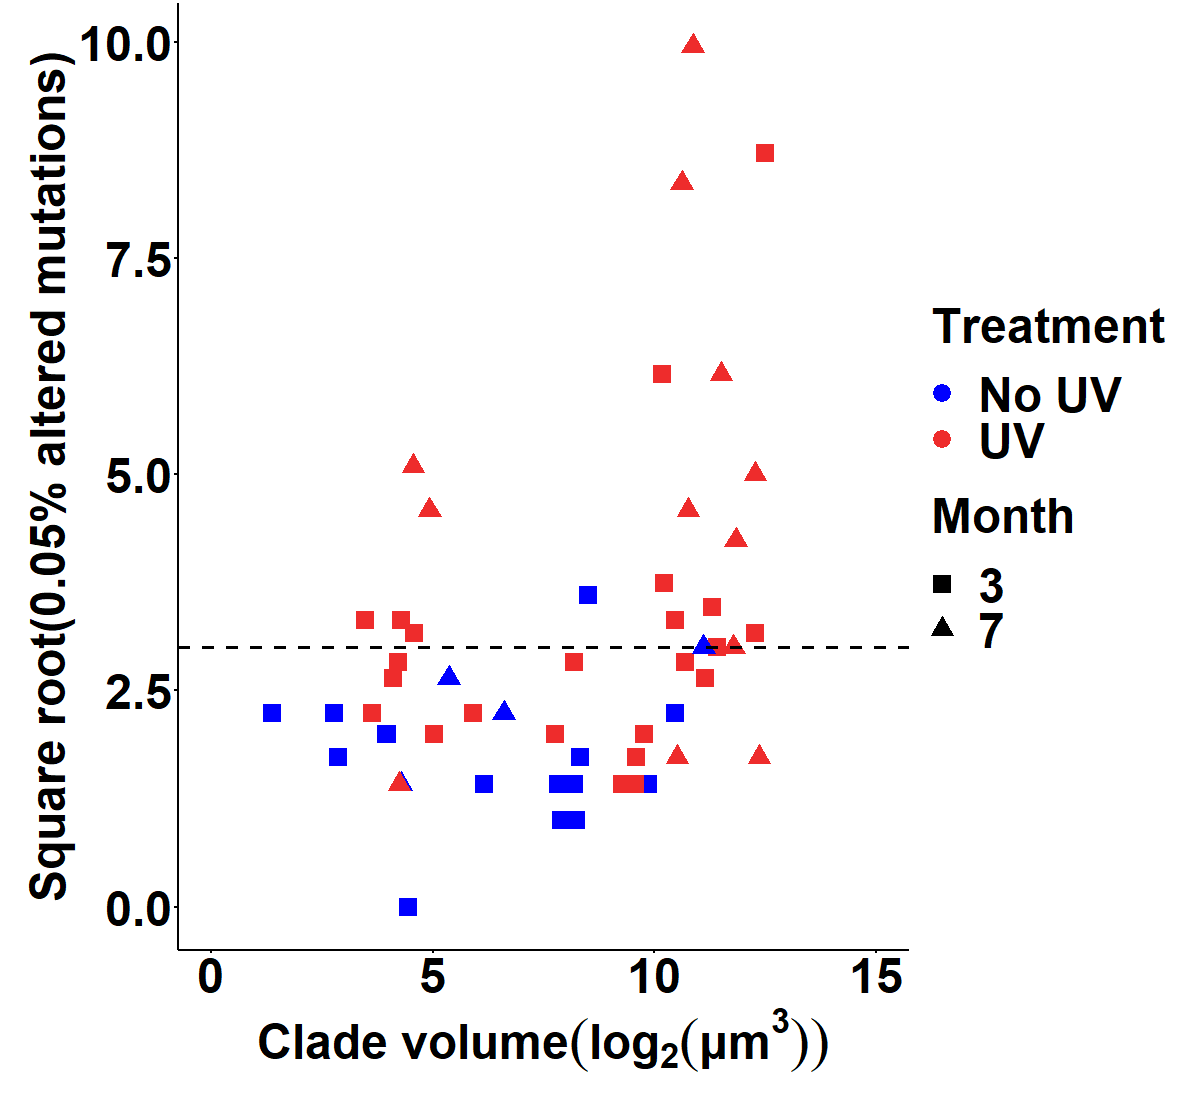 Square root(0.05% altered mutations)
10.0
7.5
5.0
2.5
0.0
0 5 10 15
Clade volume(log₂(µm³))
Treatment
No UV
UV
Month
3
7